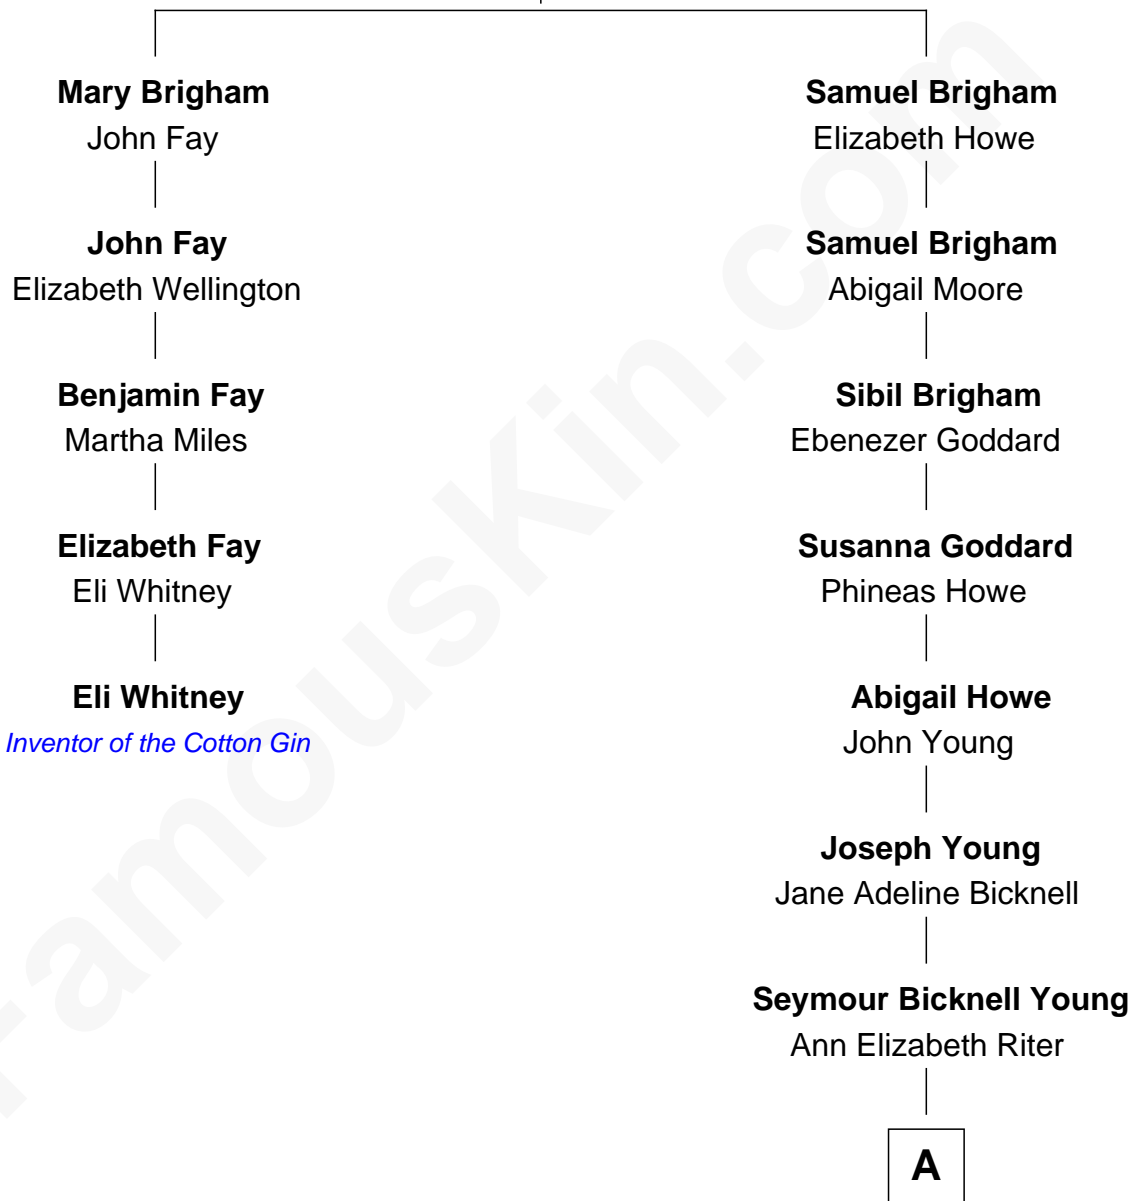 Mary Brigham
John Fay
John Fay
Elizabeth Wellington
Benjamin Fay
Martha Miles
Elizabeth Fay
Eli Whitney
Eli Whitney
Inventor of the Cotton Gin
Samuel Brigham
Elizabeth Howe
Samuel Brigham
Abigail Moore
Sibil Brigham
Ebenezer Goddard
Susanna Goddard
Phineas Howe
Abigail Howe
John Young
Joseph Young
Jane Adeline Bicknell
Seymour Bicknell Young
Ann Elizabeth Riter
A
FamousKin.com